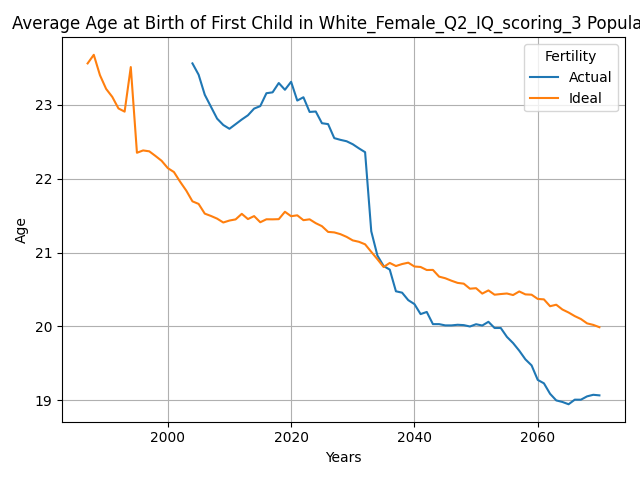 Average Age at Birth of First Child in White_Female_Q2_IQ_scoring_3 Popula
Fertility
Actual
Ideal
23
22
21
20
19
Age
2000
2020
2040
2060
Years